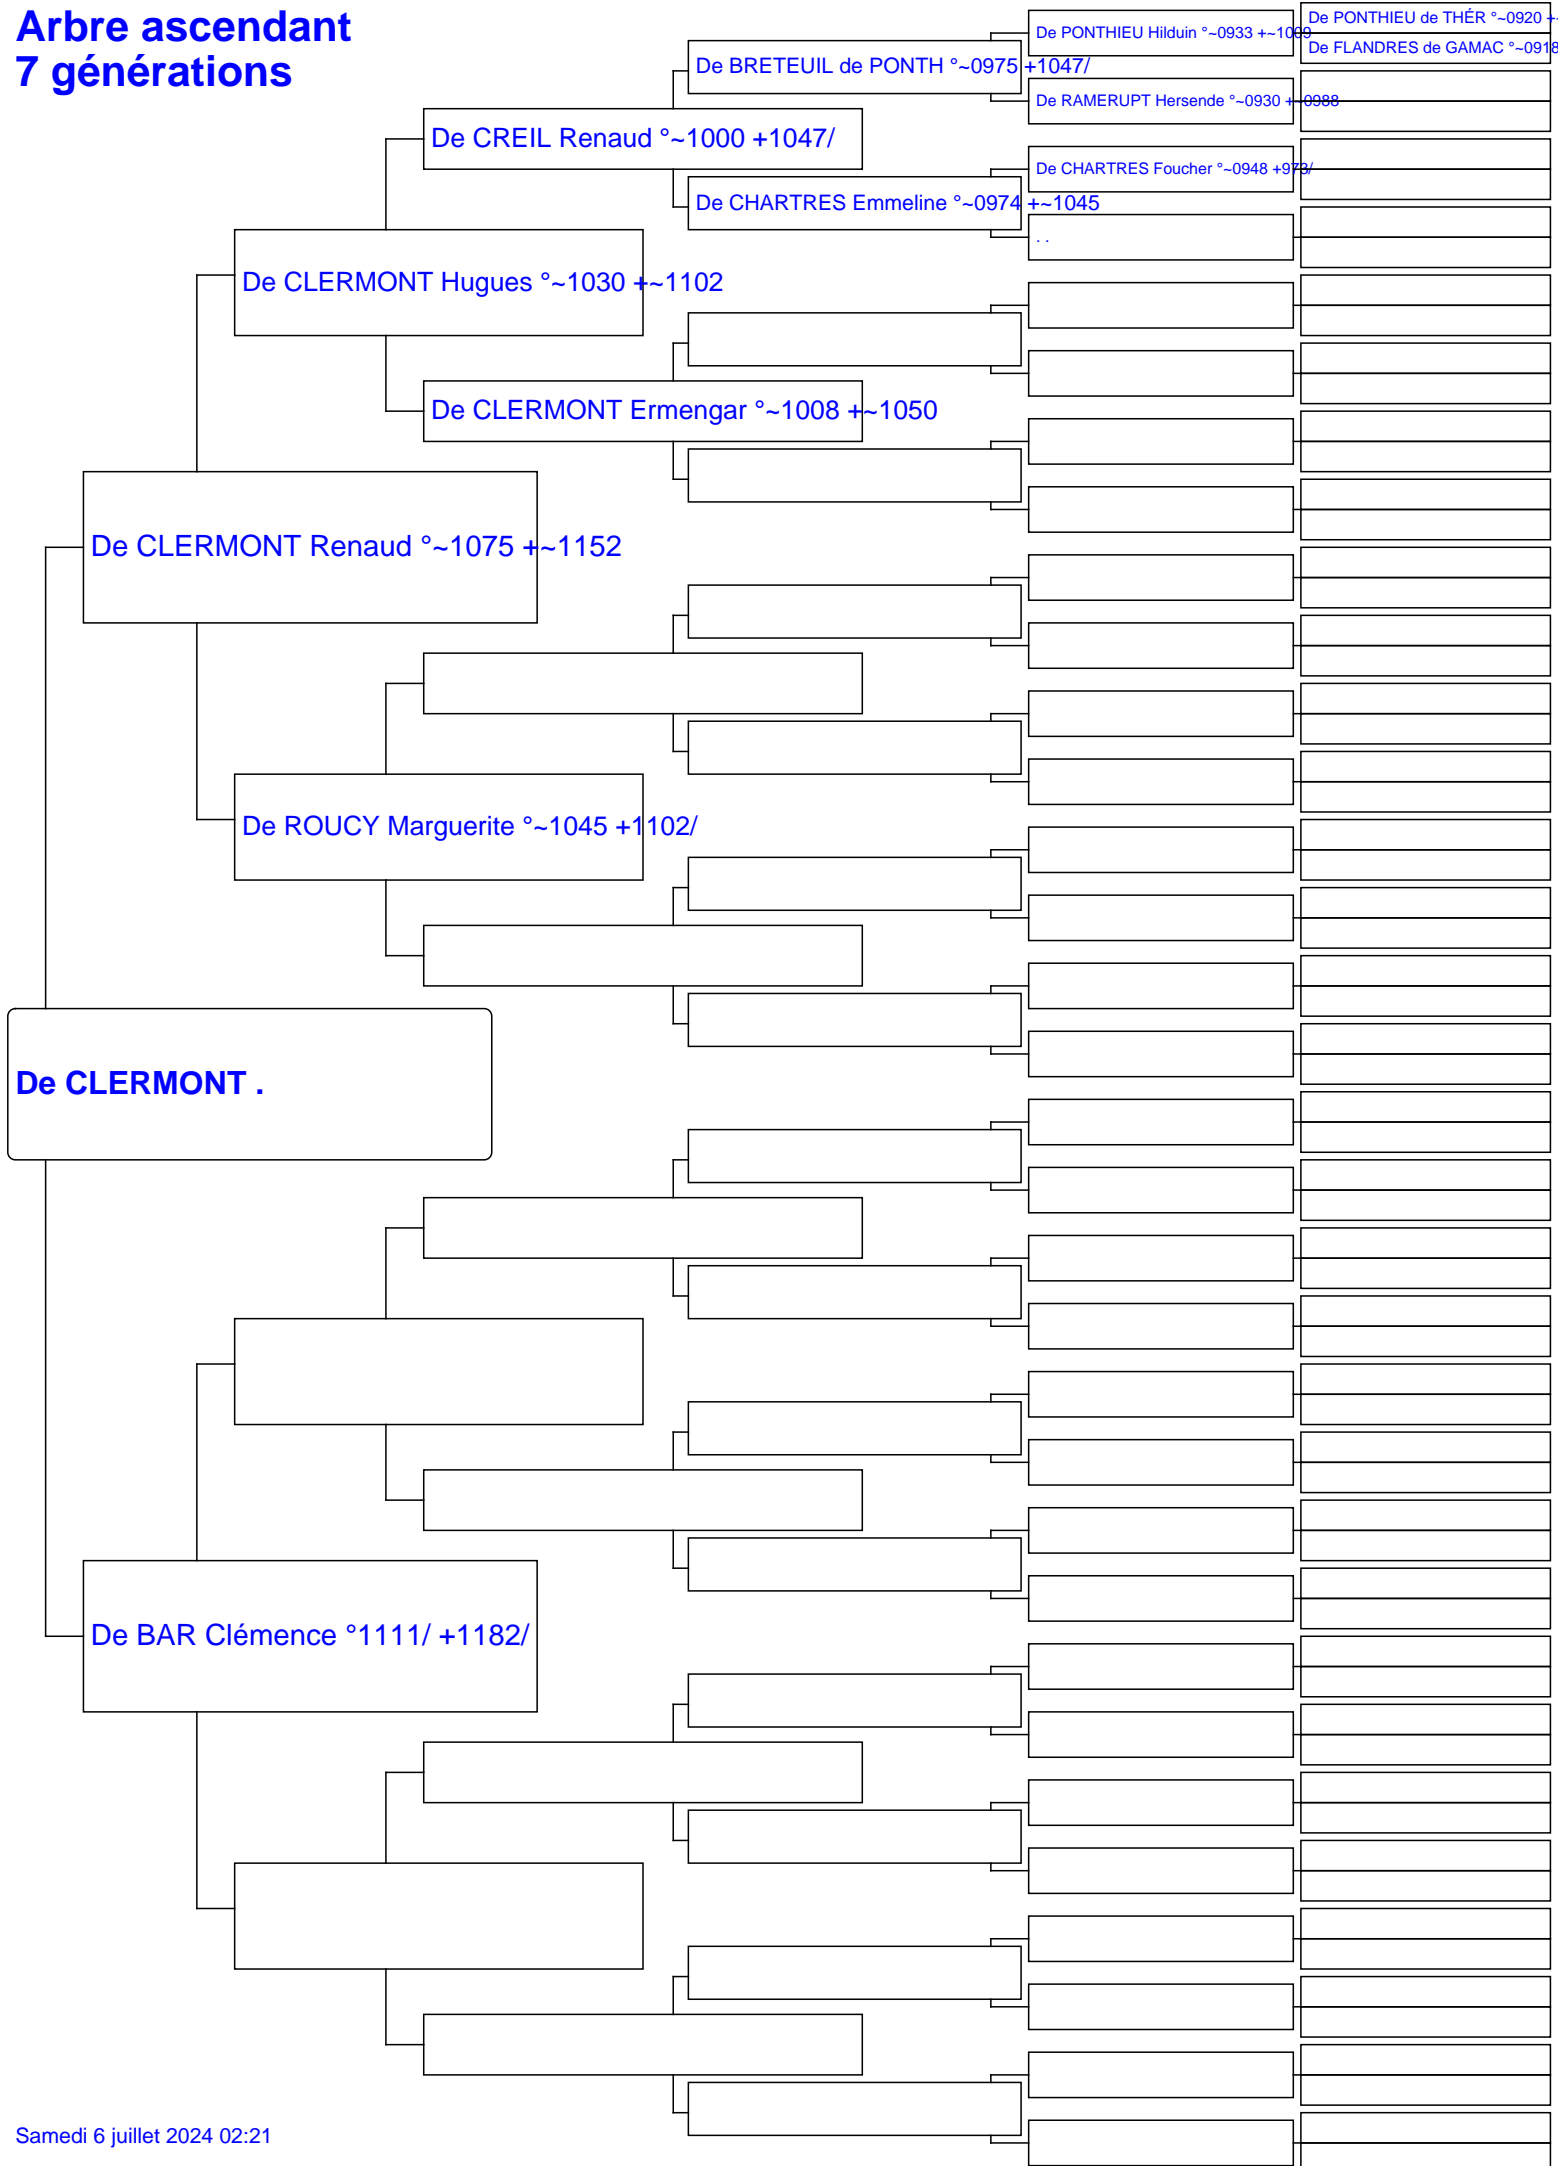 Arbre ascendant
7 générations
De PONTHIEU de THÉR °~0920 +
De PONTHIEU Hilduin °~0933 +~1009
De FLANDRES de GAMAC °~0918
De BRETEUIL de PONTH °~0975 +1047/
De RAMERUPT Hersende °~0930 +~0988
De CREIL Renaud °~1000 +1047/
De CHARTRES Foucher °~0948 +973/
De CHARTRES Emmeline °~0974 +~1045
. .
De CLERMONT Hugues °~1030 +~1102
De CLERMONT Ermengar °~1008 +~1050
De CLERMONT Renaud °~1075 +~1152
De ROUCY Marguerite °~1045 +1102/
De CLERMONT .
De BAR Clémence °1111/ +1182/
Samedi 6 juillet 2024 02:21